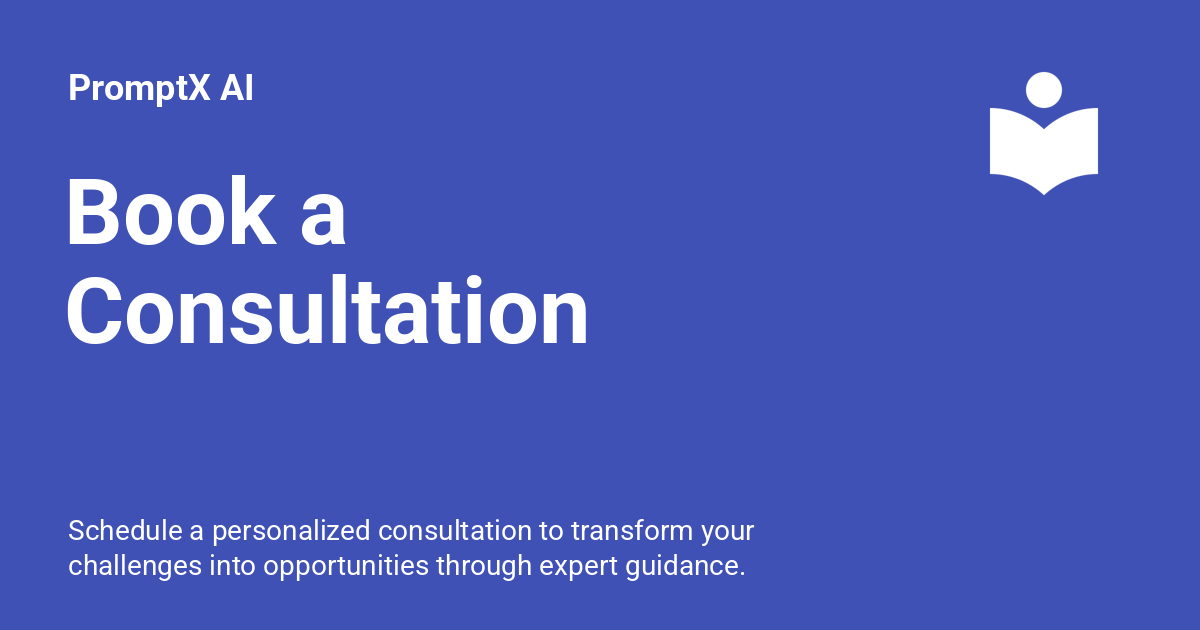 PromptX AI
Book a
Consultation
Schedule a personalized consultation to transform your
challenges into opportunities through expert guidance.